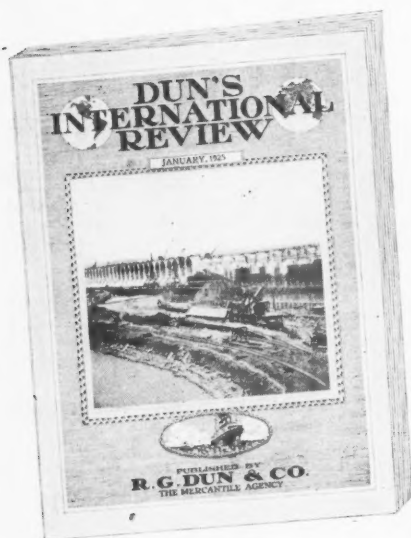 DUN'S
INTERNATIONAL
REVIEW
JANUARY, 1925
PUBLISHED BY
R. G. DUN & CO.
THE MERCANTILE AGENCY